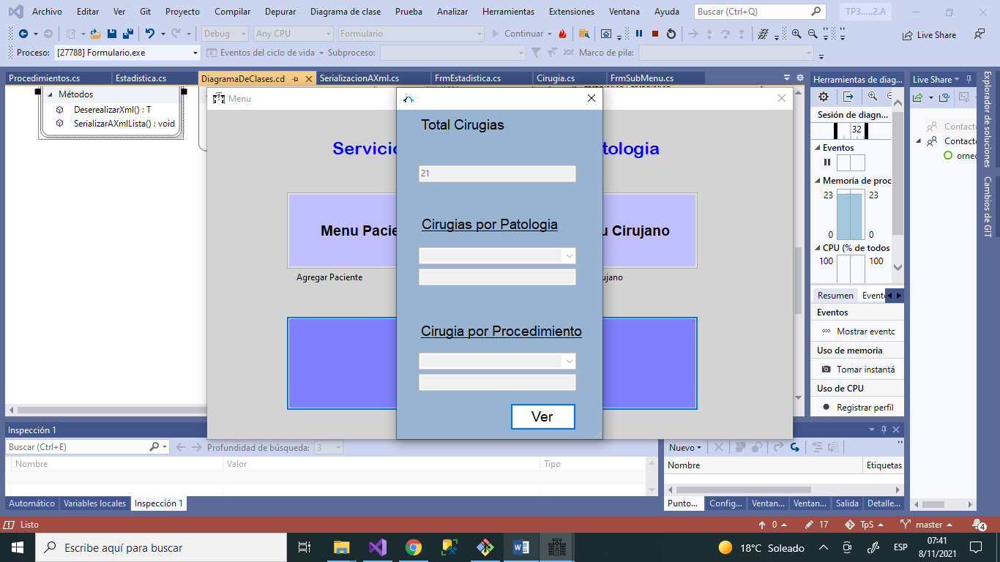 Archivo Editar Ver Git Proyecto Compilar Depurar Diagrama de clase Prueba Analizar Herramientas Extensiones Ventana Ayuda Buscar (Ctrl+Q) TP3.....2.A
Debug Any CPU Formulario Continuar Live Share
Proceso: [27788] Formulario.exe Eventos del ciclo de vida Subproceso: Marco de pila:
Procedimientos.cs Estadistica.cs DiagramaDeClases.cd SerializacionAXml.cs FrmEstadistica.cs Cirugia.cs FrmSubMenu.cs
Métodos
DeserealizarXml() : T
SerializarAXmlLista() : void
Menu
Servicio
tologia
Menu Pacie
u Cirujano
Agregar Paciente
ujano
Total Cirugias
21
Cirugias por Patologia
Cirugia por Procedimiento
Ver
Herramientas de diag...
Sesión de diagn...
32
Eventos
Memoria de proc
23 23
0 0
CPU (% de todos
100 100
Resumen Evento
Eventos
Mostrar evento
Uso de memoria
Tomar instantá
Uso de CPU
Registrar perfil
Live Share
Contacto
Contacto
orneo
Explorador de soluciones
Cambios de GIT
Inspección 1
Buscar (Ctrl+E) Profundidad de búsqueda: 3
Nombre Valor Tipo
Automático Variables locales Inspección 1
Nuevo
Nombre Etiquetas
Punto... Config... Ventan... Ventan... Salida Detalle...
Listo 0 17 TpS master 4
Escribe aquí para buscar 18°C Soleado ESP 07:41
8/11/2021